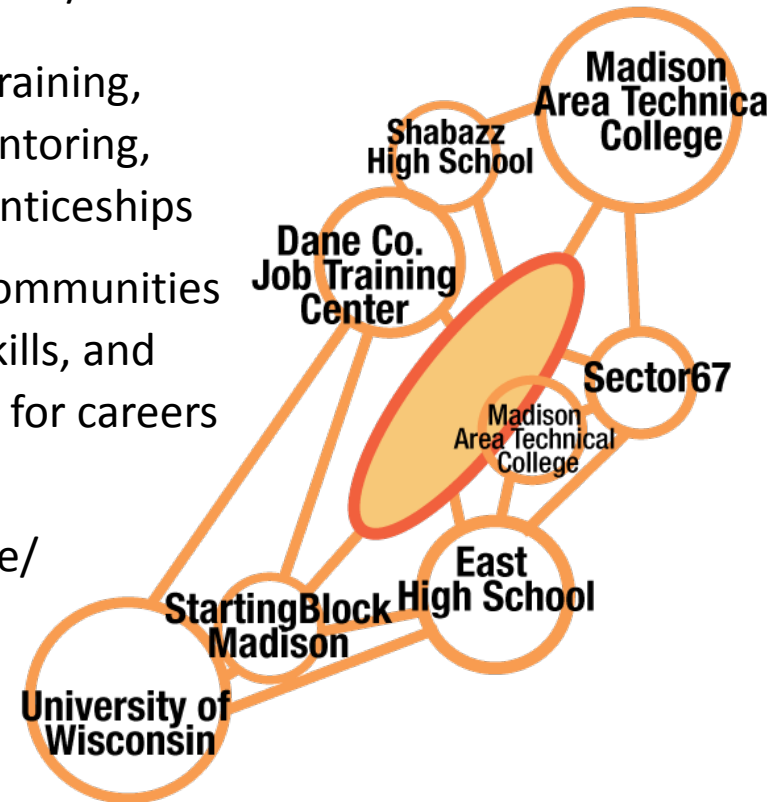 raining,
ntoring,
enticeships
ommunities
kills, and
for careers
e/
Madison
Area Technica
College
Shabazz
High School
Dane Co.
Job Training
Center
Sector67
Madison
Area Technical
College
East
High School
StartingBlock
Madison
University of
Wisconsin